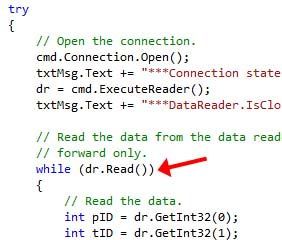 try
{
// Open the connection.
cmd.Connection.Open();
txtMsg.Text += "***Connection state
dr = cmd.ExecuteReader();
txtMsg.Text += "***DataReader.IsClo
// Read the data from the data read
// forward only.
while (dr.Read())
{
// Read the data.
int pID = dr.GetInt32(0);
int tID = dr.GetInt32(1);